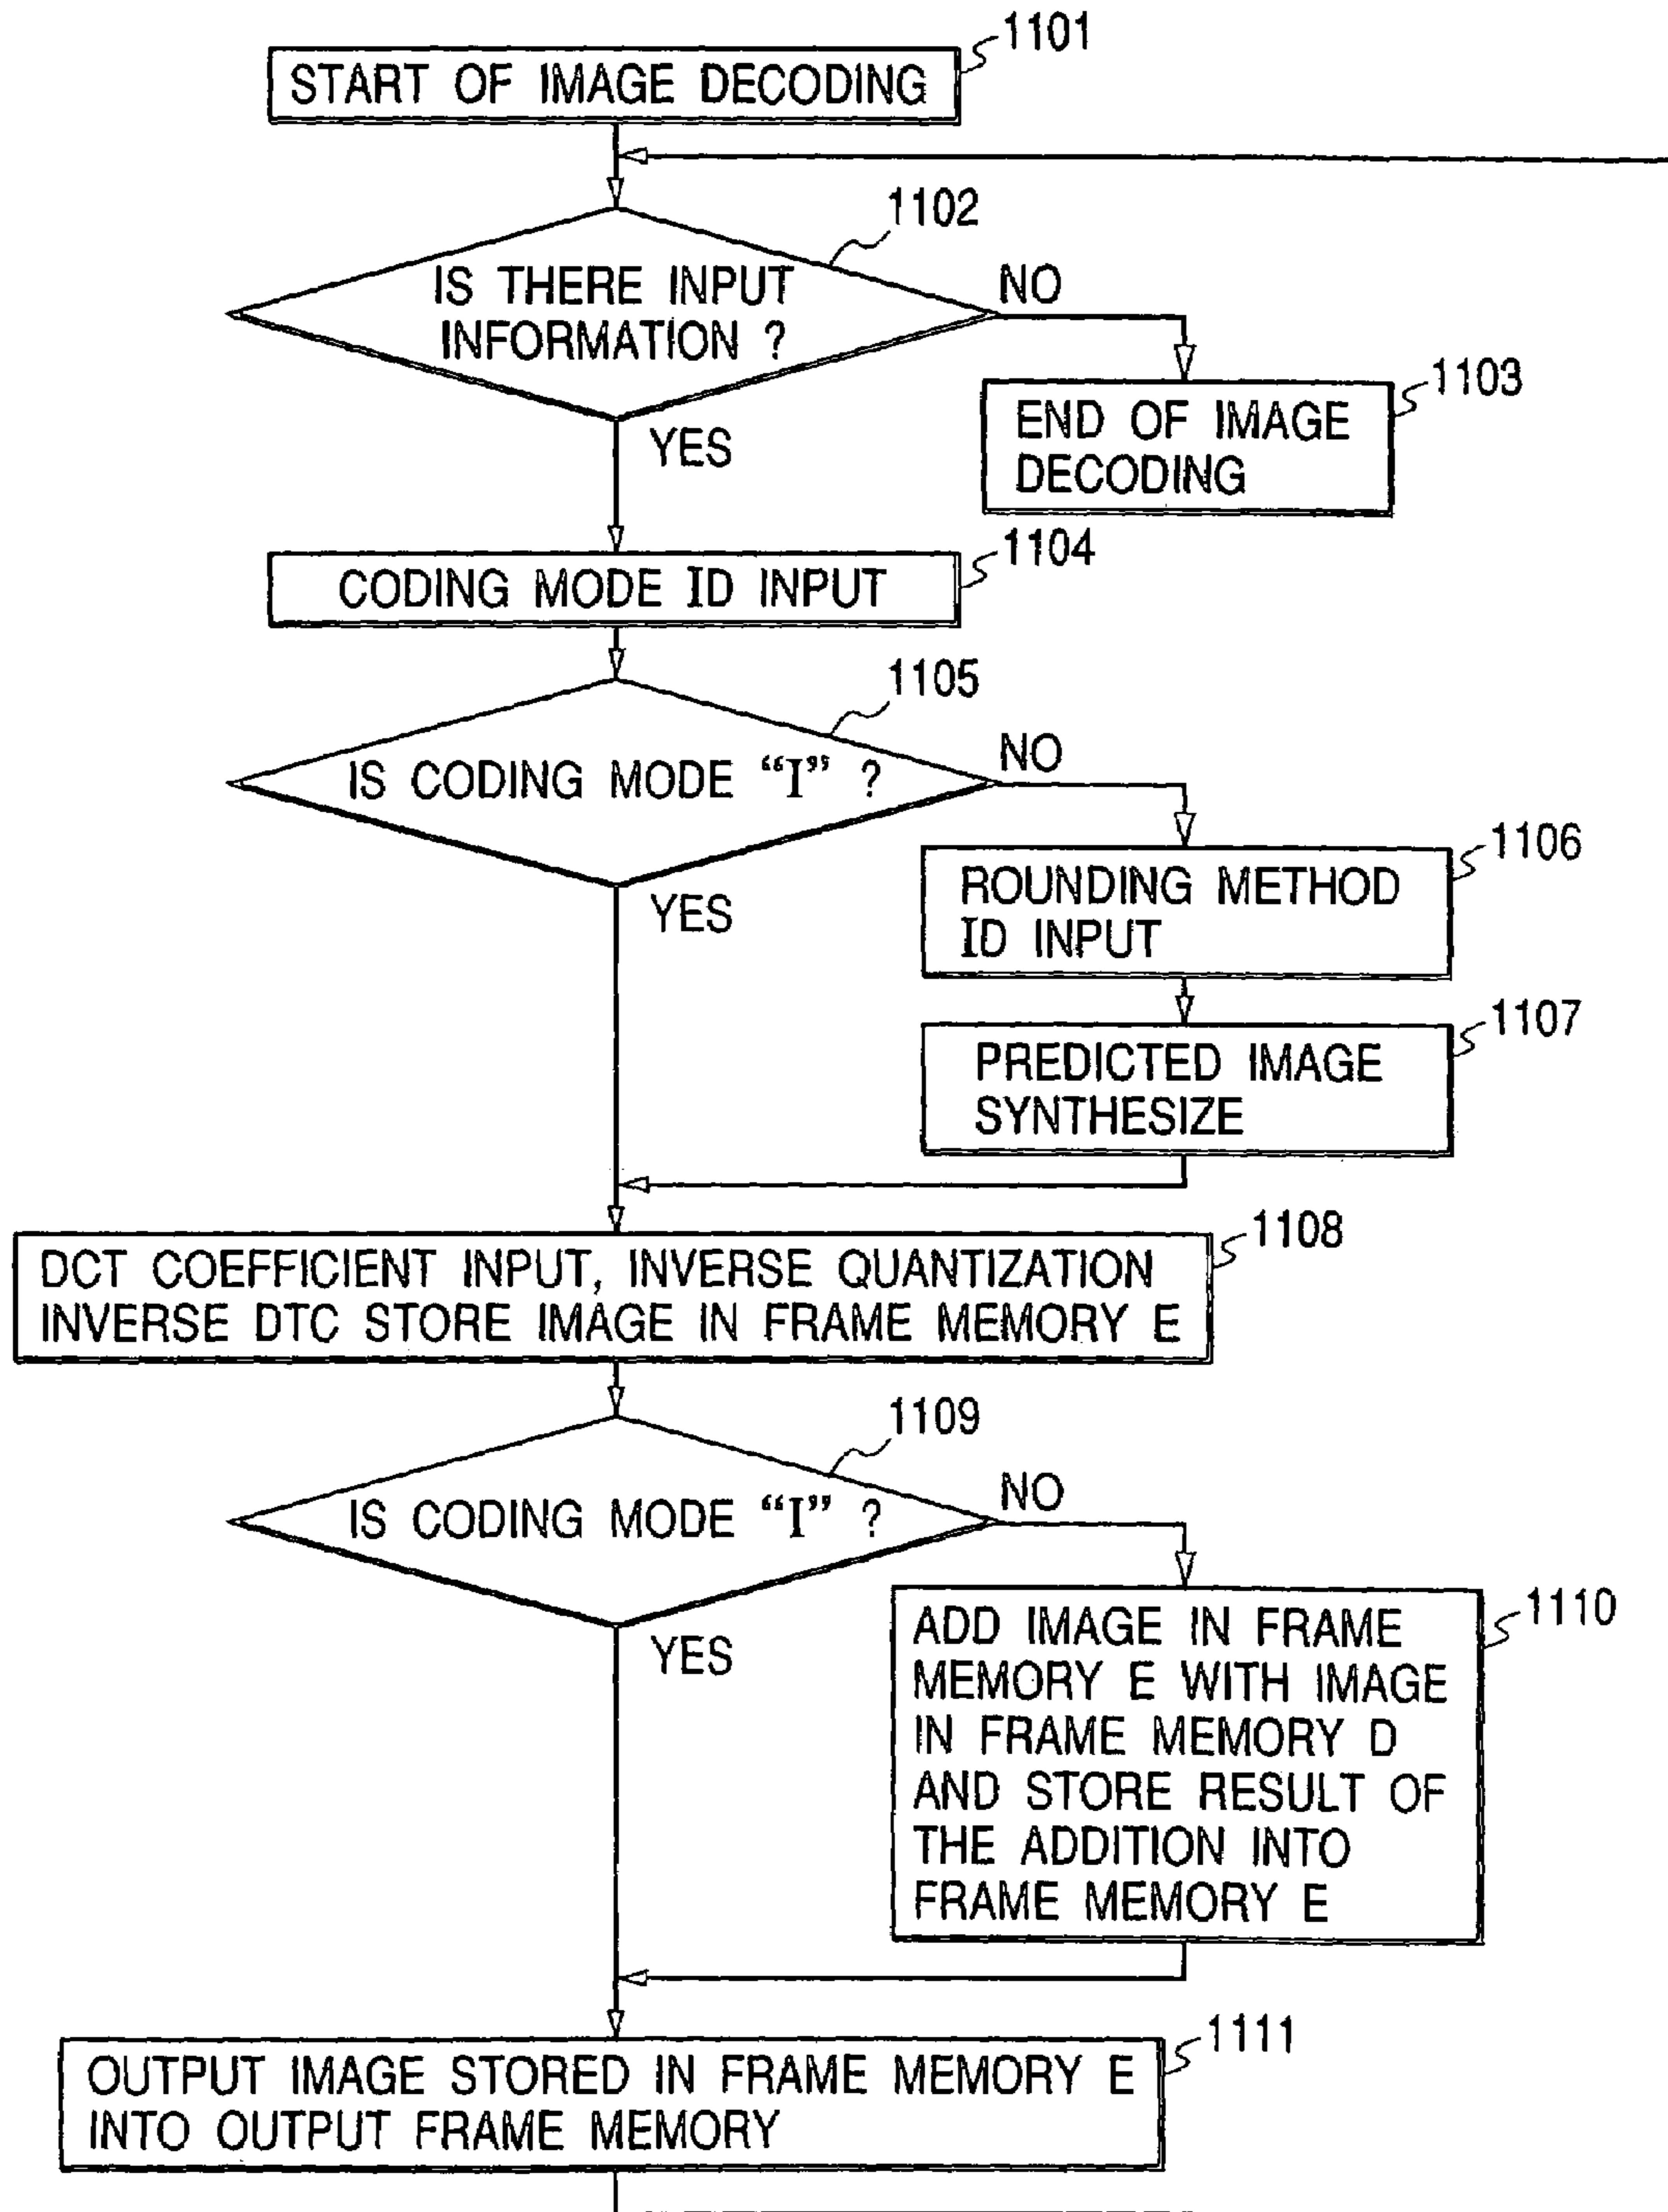 1101
START OF IMAGE DECODING
1102
IS THERE INPUT
INFORMATION ?
NO
YES
1103
END OF IMAGE
DECODING
1104
CODING MODE ID INPUT
1105
IS CODING MODE “I” ?
NO
YES
1106
ROUNDING METHOD
ID INPUT
1107
PREDICTED IMAGE
SYNTHESIZE
1108
DCT COEFFICIENT INPUT, INVERSE QUANTIZATION
INVERSE DTC STORE IMAGE IN FRAME MEMORY E
1109
IS CODING MODE “I” ?
NO
YES
1110
ADD IMAGE IN FRAME
MEMORY E WITH IMAGE
IN FRAME MEMORY D
AND STORE RESULT OF
THE ADDITION INTO
FRAME MEMORY E
1111
OUTPUT IMAGE STORED IN FRAME MEMORY E
INTO OUTPUT FRAME MEMORY